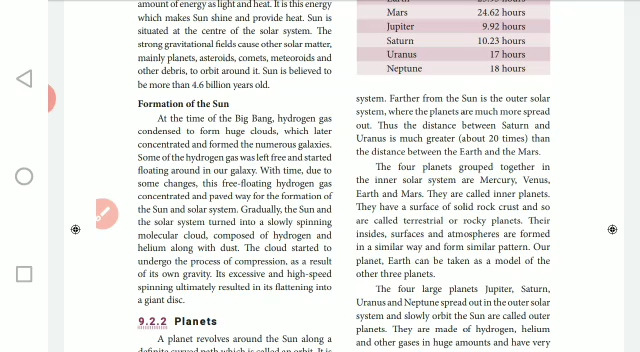 amount of energy as light and heat. It is this energy
which makes Sun shine and provide heat. Sun is
situated at the centre of the solar system. The
strong gravitational fields cause other solar matter,
mainly planets, asteroids, comets, meteoroids and
other debris, to orbit around it. Sun is believed to
be more than 4.6 billion years old.
Formation of the Sun
At the time of the Big Bang, hydrogen gas
condensed to form huge clouds, which later
concentrated and formed the numerous galaxies.
Some of the hydrogen gas was left free and started
floating around in our galaxy. With time, due to
some changes, this free-floating hydrogen gas
concentrated and paved way for the formation of
the Sun and solar system. Gradually, the Sun and
the solar system turned into a slowly spinning
molecular cloud, composed of hydrogen and
helium along with dust. The cloud started to
undergo the process of compression, as a result
of its own gravity. Its excessive and high-speed
spinning ultimately resulted in its flattening into
a giant disc.
9.2.2 Planets
A planet revolves around the Sun along a
definite curved path which is called an orbit. It is
Earth 23.93 hours
Mars 24.62 hours
Jupiter 9.92 hours
Saturn 10.23 hours
Uranus 17 hours
Neptune 18 hours
system. Farther from the Sun is the outer solar
system, where the planets are much more spread
out. Thus the distance between Saturn and
Uranus is much greater (about 20 times) than
the distance between the Earth and the Mars.
The four planets grouped together in
the inner solar system are Mercury, Venus,
Earth and Mars. They are called inner planets.
They have a surface of solid rock crust and so
are called terrestrial or rocky planets. Their
insides, surfaces and atmospheres are formed
in a similar way and form similar pattern. Our
planet, Earth can be taken as a model of the
other three planets.
The four large planets Jupiter, Saturn,
Uranus and Neptune spread out in the outer solar
system and slowly orbit the Sun are called outer
planets. They are made of hydrogen, helium
and other gases in huge amounts and have very